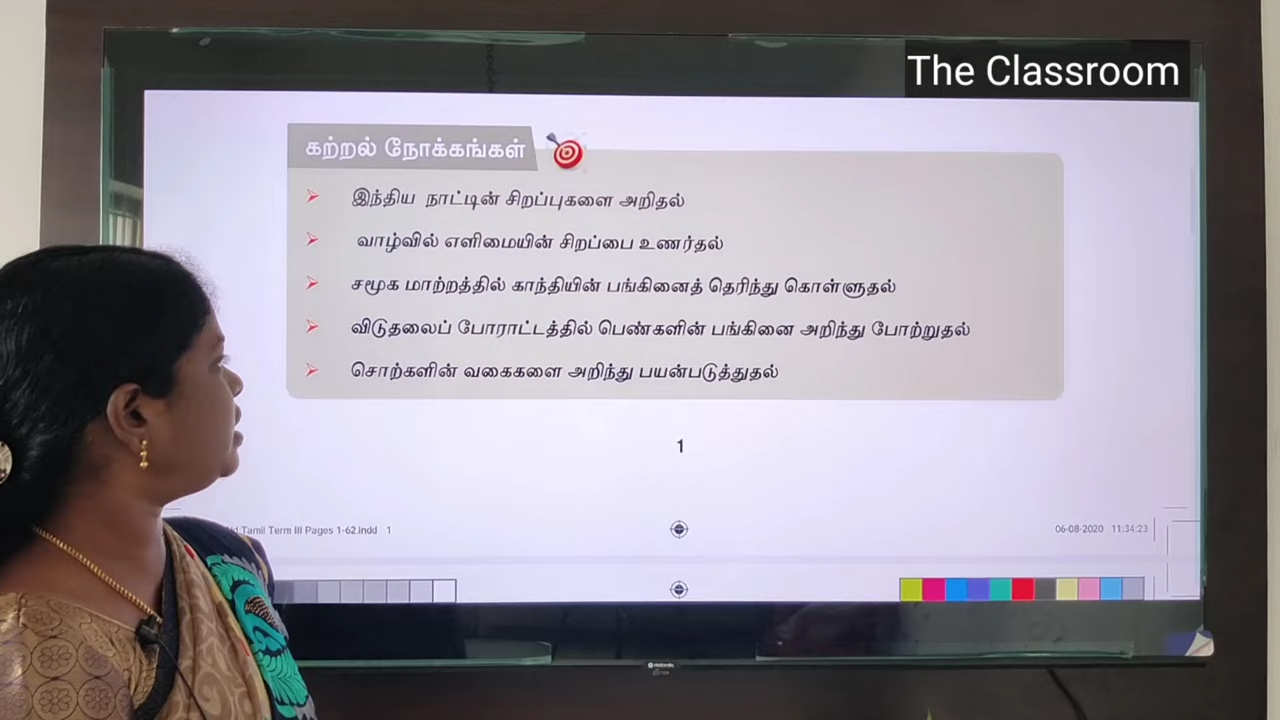 The Classroom
கற்றல் நோக்கங்கள்
இந்திய நாட்டின் சிறப்புகளை அறிதல்
வாழ்வில் எளிமையின் சிறப்பை உணர்தல்
சமூக மாற்றத்தில் காந்தியின் பங்கினைத் தெரிந்து கொள்ளுதல்
விடுதலைப் போராட்டத்தில் பெண்களின் பங்கினை அறிந்து போற்றுதல்
சொற்களின் வகைகளை அறிந்து பயன்படுத்துதல்
1
Tamil Term III Pages 1-62.indd 1
06-08-2020 11:34:23
motorola